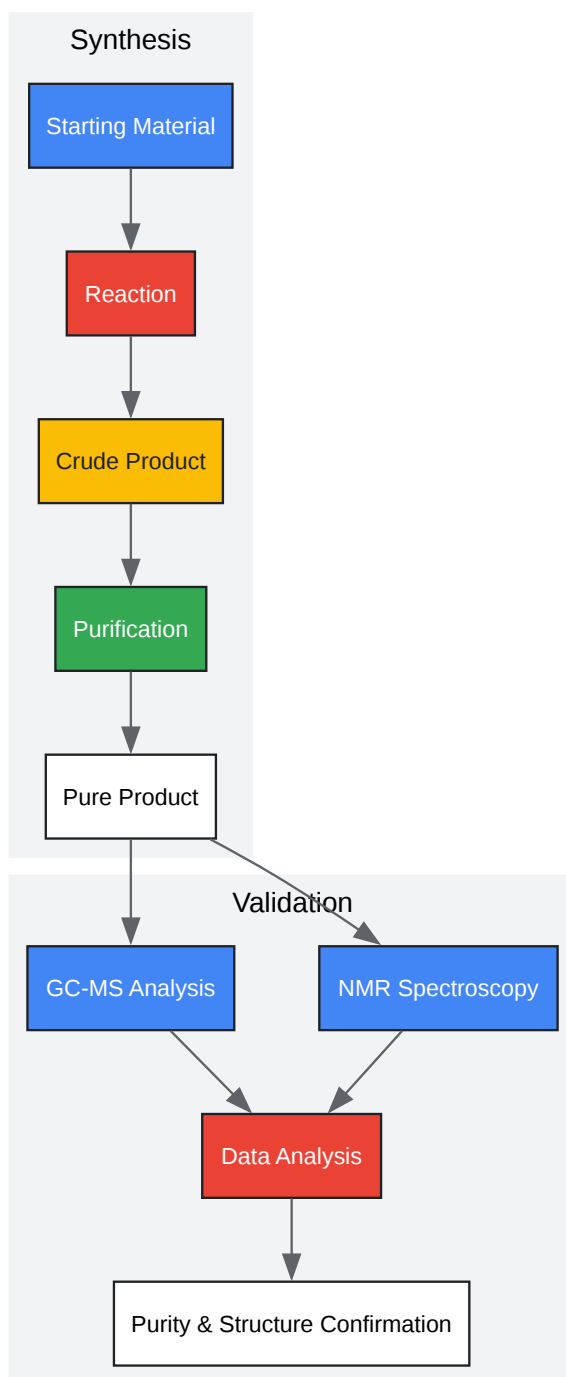 Synthesis
Starting Material
Reaction
Crude Product
Purification
Pure Product
Validation
GC-MS Analysis
NMR Spectroscopy
Data Analysis
Purity & Structure Confirmation